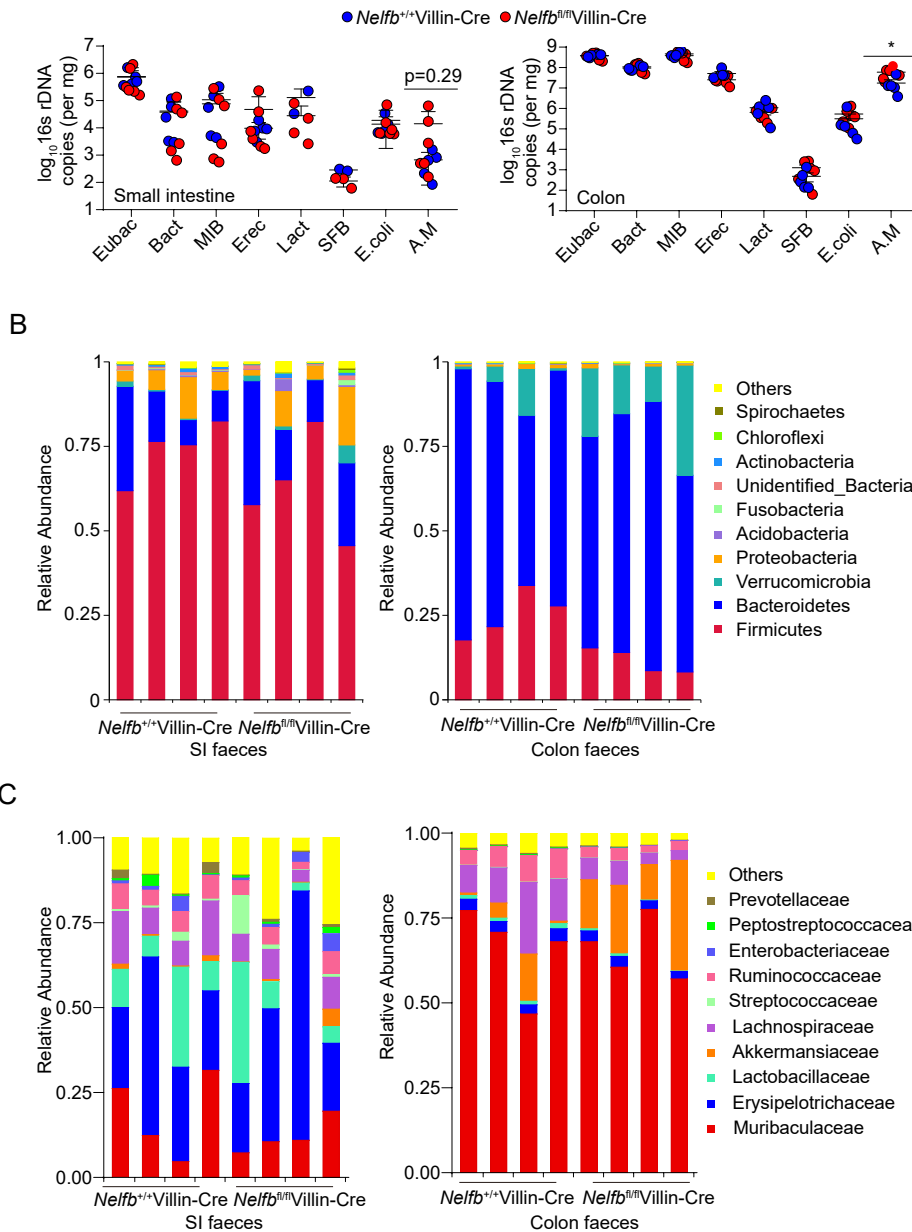 Nelfb+/+Villin-Cre Nelfbfl/flVillin-Cre
log1016s rDNA
copies (per mg)
7
6
5
4
3
2
1
Small intestine
p=0.29
Eubac
Bact
MIB
Erec
Lact
SFB
E.coli
A.M
log1016s rDNA
copies (per mg)
9
8
7
6
5
4
3
2
1
Colon
*
Eubac
Bact
MIB
Erec
Lact
SFB
E.coli
A.M
B
Relative Abundance
1
0.75
0.5
0.25
0
Nelfb+/+Villin-Cre Nelfbfl/flVillin-Cre
SI faeces
Relative Abundance
1
0.75
0.5
0.25
0
Nelfb+/+Villin-Cre Nelfbfl/flVillin-Cre
Colon faeces
Others
Spirochaetes
Chloroflexi
Actinobacteria
Unidentified_Bacteria
Fusobacteria
Acidobacteria
Proteobacteria
Verrucomicrobia
Bacteroidetes
Firmicutes
C
Relative Abundance
1.00
0.75
0.50
0.25
0.00
Nelfb+/+Villin-Cre Nelfbfl/flVillin-Cre
SI faeces
Relative Abundance
1.00
0.75
0.50
0.25
0.00
Nelfb+/+Villin-Cre Nelfbfl/flVillin-Cre
Colon faeces
Others
Prevotellaceae
Peptostreptococcacea
Enterobacteriaceae
Ruminococcaceae
Streptococcaceae
Lachnospiraceae
Akkermansiaceae
Lactobacillaceae
Erysipelotrichaceae
Muribaculaceae